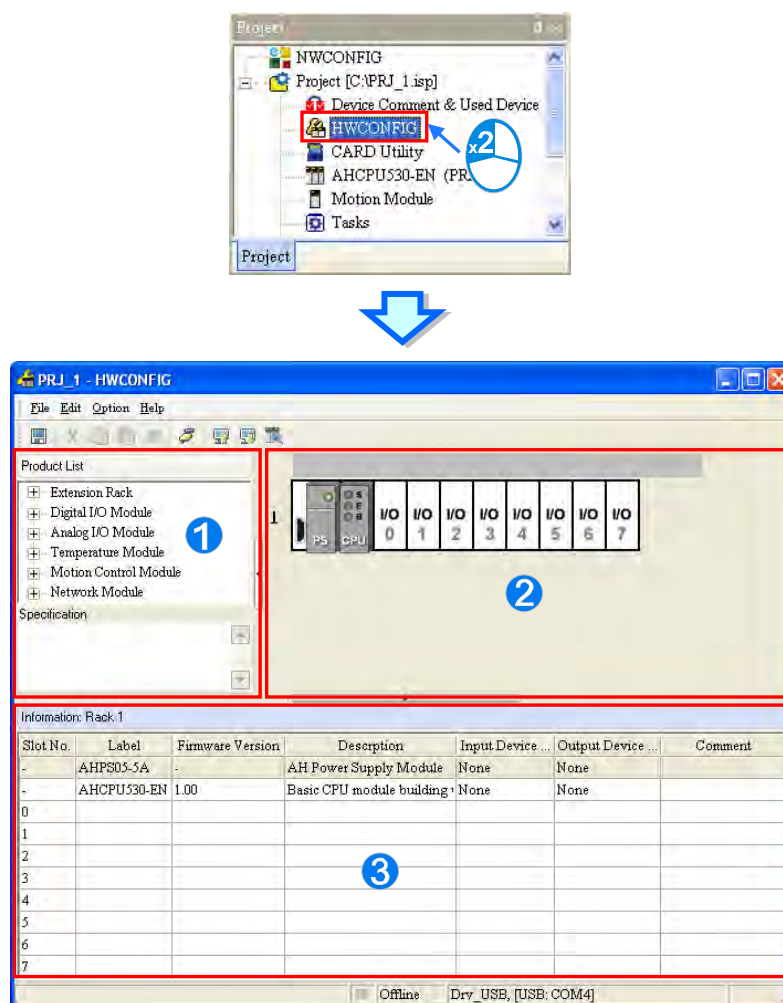 Project
NWCONFIG
Project [C:\PRJ_1.isp]
Device Comment & Used Device
HWCONFIG
x2
CARD Utility
AHCPU530-EN (PR
Motion Module
Tasks
Project
PRJ_1 - HWCONFIG
File Edit Option Help
Product List
Extension Rack
Digital I/O Module
Analog I/O Module
Temperature Module
Motion Control Module
Network Module
Specification
1
1
PS CPU I/O 0 I/O 1 I/O 2 I/O 3 I/O 4 I/O 5 I/O 6 I/O 7
2
Information: Rack 1
Slot No. Label Firmware Version Descrption Input Device ... Output Device ... Comment
- AHPS05-5A - AH Power Supply Module None None
- AHCPU530-EN 1.00 Basic CPU module building None None
0
1
2
3
4
5
6
7
3
Offline Drv_USB, [USB: COM4]